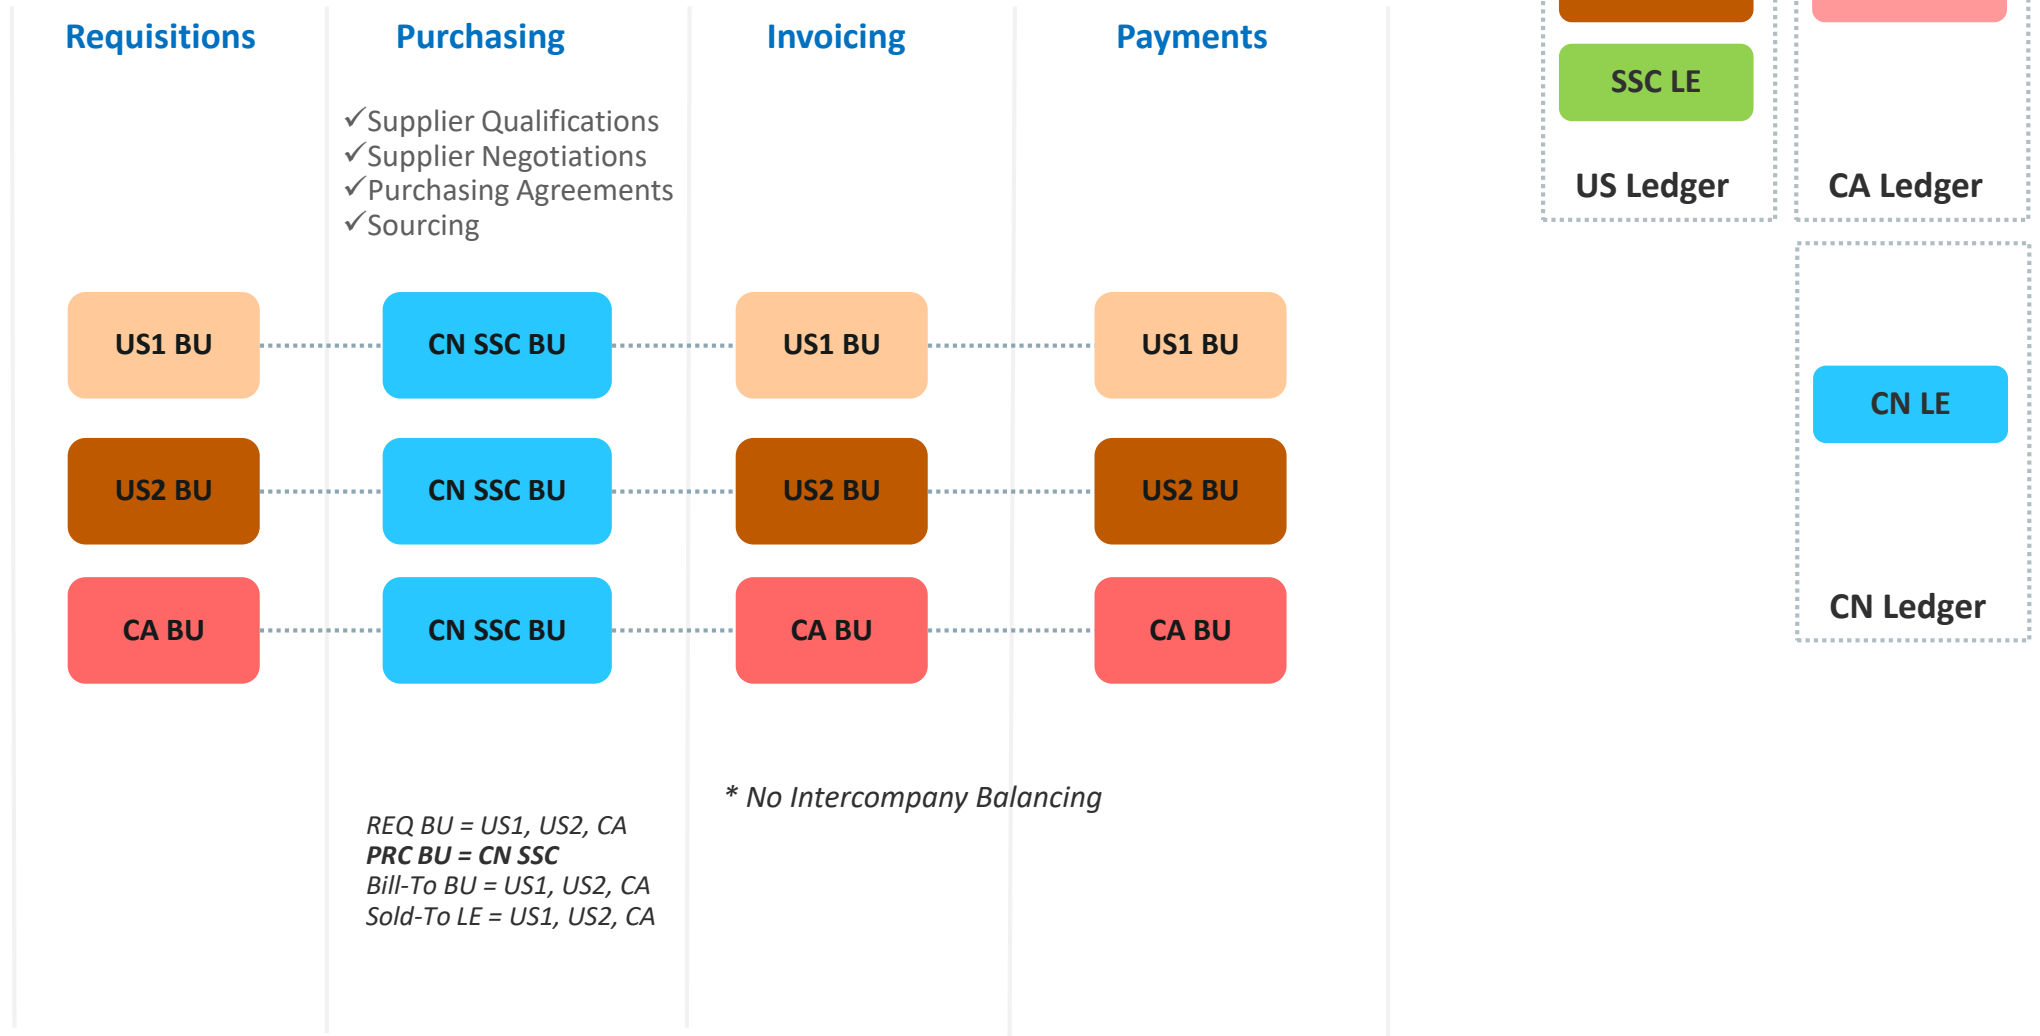 Requisitions
Purchasing
Invoicing
Payments
✓Supplier Qualifications
✓Supplier Negotiations
✓Purchasing Agreements
✓Sourcing
US1 BU
CN SSC BU
US1 BU
US1 BU
US2 BU
CN SSC BU
US2 BU
US2 BU
CA BU
CN SSC BU
CA BU
CA BU
* No Intercompany Balancing
REQ BU = US1, US2, CA
PRC BU = CN SSC
Bill-To BU = US1, US2, CA
Sold-To LE = US1, US2, CA
SSC LE
US Ledger
CA Ledger
CN LE
CN Ledger